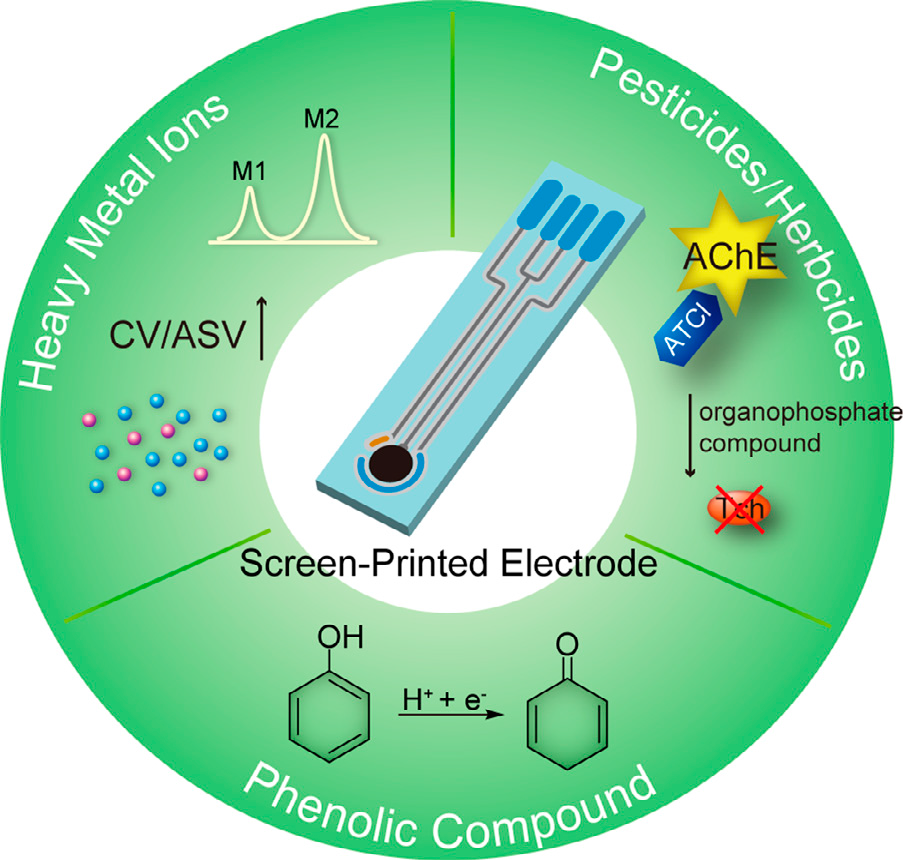 Heavy Metal Ions
M1
M2
CV/ASV
Pesticides/Herbcides
AChE
ATCl
organophosphate
compound
Tch
Screen-Printed Electrode
OH
H⁺ + e⁻
O
Phenolic Compound